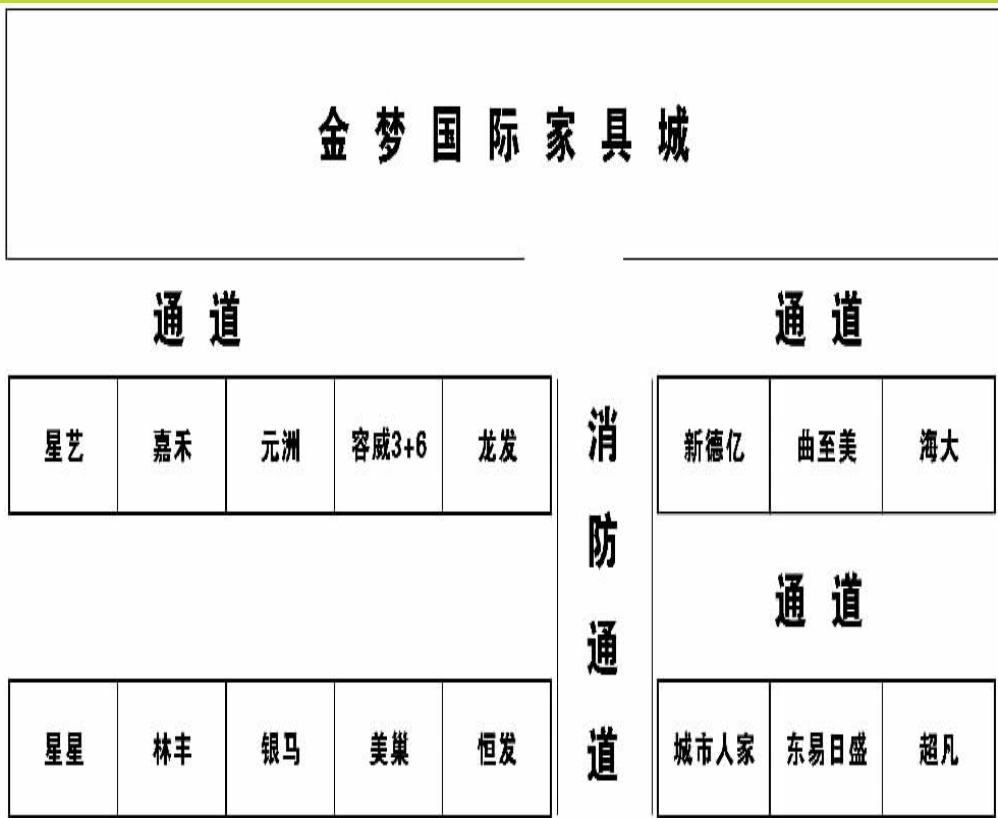 金梦国际家具城
通道 通道
星艺 嘉禾 元洲 容威3+6 龙发 新德亿 曲至美 海大
消防通道
通道
星星 林丰 银马 美巢 恒发 城市人家 东易日盛 超凡